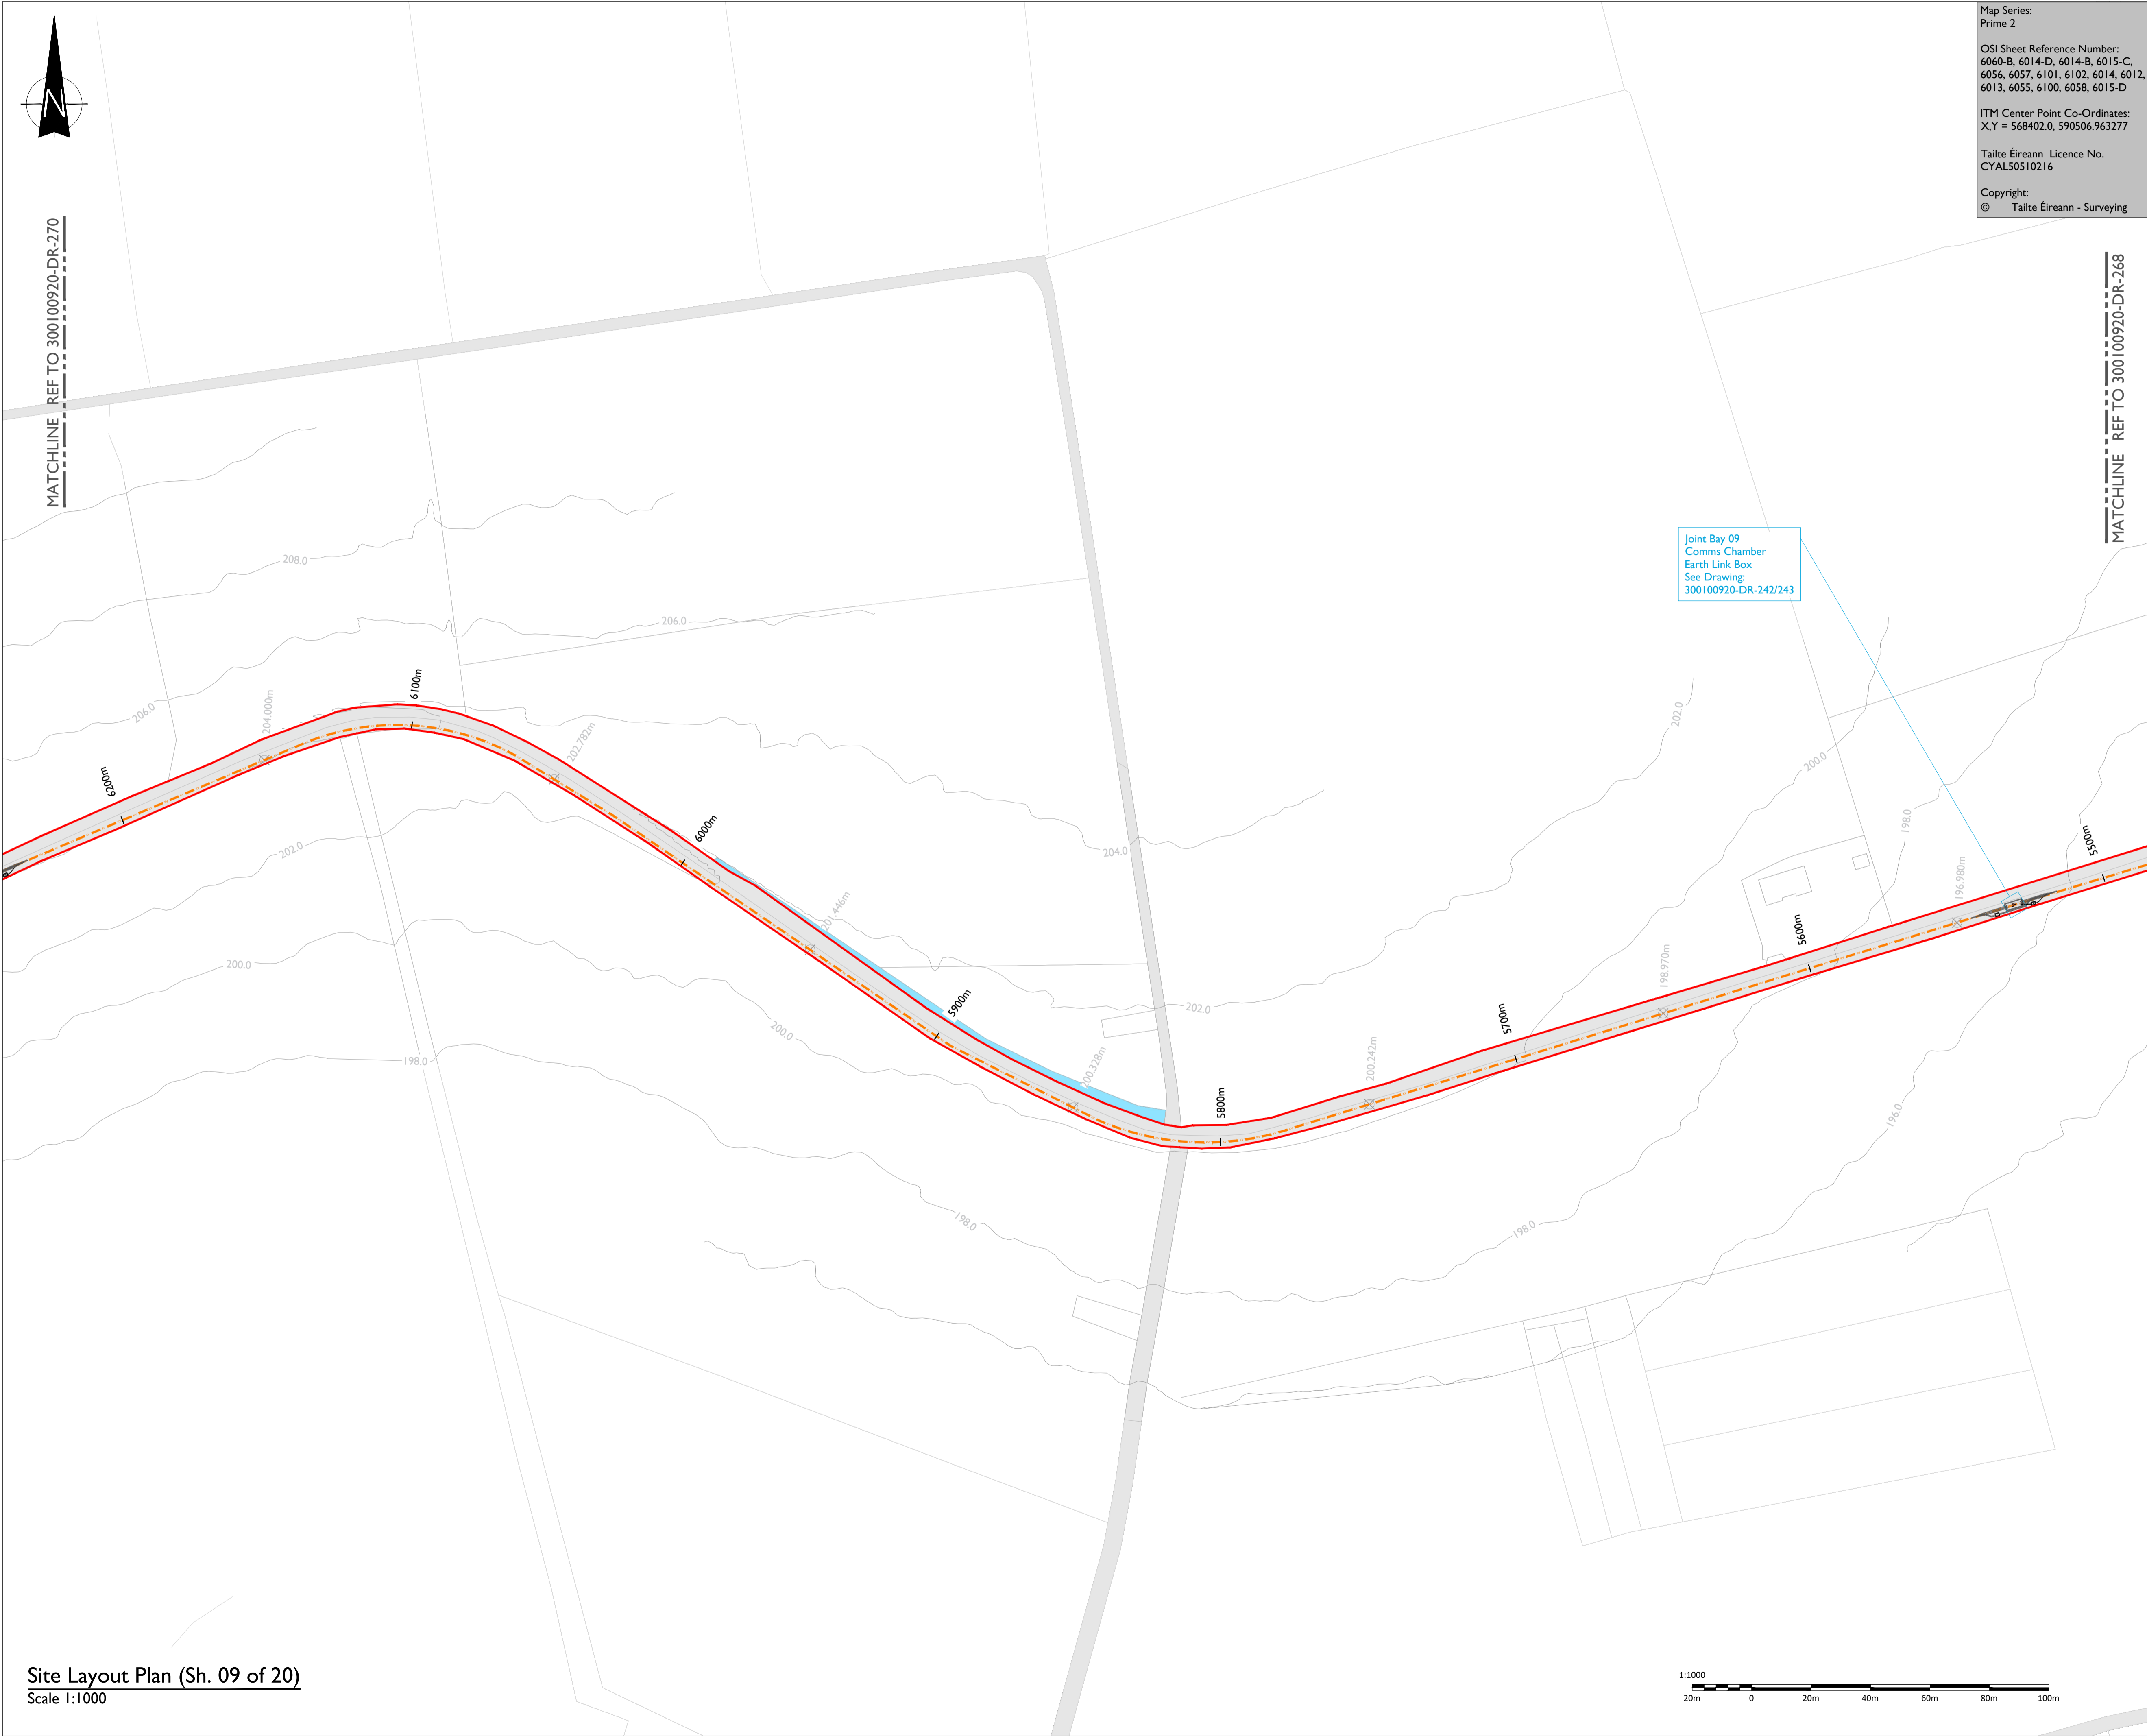 Map Series:
Prime 2
OSI Sheet Reference Number:
6060-B, 6014-D, 6014-B, 6015-C,
6056, 6057, 6101, 6102, 6014, 6012,
6013, 6055, 6100, 6058, 6015-D
ITM Center Point Co-Ordinates:
X,Y = 568402.0, 590506.963277
Tailte Éireann Licence No.
CYAL50510216
Copyright:
© Tailte Éireann - Surveying
N
MATCHLINE REF TO 300100920-DR-270
MATCHLINE REF TO 300100920-DR-268
Joint Bay 09
Comms Chamber
Earth Link Box
See Drawing:
300100920-DR-242/243
208.0
206.0
206.0
204.000m
6100m
202.782m
6200m
6000m
202.0
201.446m
204.0
202.0
200.0
198.0
196.980m
5500m
5600m
198.970m
5700m
200.242m
200.0
5900m
202.0
200.0
200.328m
198.0
5800m
196.0
198.0
198.0
Site Layout Plan (Sh. 09 of 20)
Scale 1:1000
1:1000
20m 0 20m 40m 60m 80m 100m